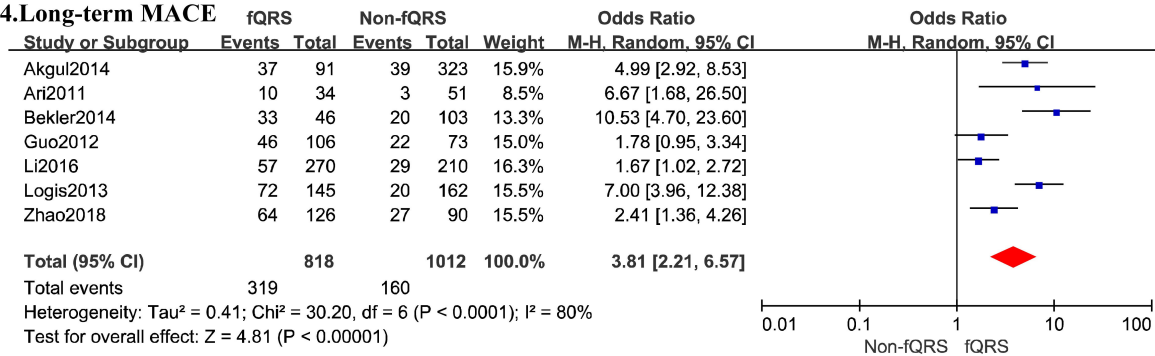 4.Long-term MACE fQRS Non-fQRS Odds Ratio Odds Ratio
Study or Subgroup Events Total Events Total Weight M-H, Random, 95% CI M-H, Random, 95% CI
Akgul2014 37 91 39 323 15.9% 4.99 [2.92, 8.53]
Ari2011 10 34 3 51 8.5% 6.67 [1.68, 26.50]
Bekler2014 33 46 20 103 13.3% 10.53 [4.70, 23.60]
Guo2012 46 106 22 73 15.0% 1.78 [0.95, 3.34]
Li2016 57 270 29 210 16.3% 1.67 [1.02, 2.72]
Logis2013 72 145 20 162 15.5% 7.00 [3.96, 12.38]
Zhao2018 64 126 27 90 15.5% 2.41 [1.36, 4.26]
Total (95% CI) 818 1012 100.0% 3.81 [2.21, 6.57]
Total events 319 160
Heterogeneity: Tau² = 0.41; Chi² = 30.20, df = 6 (P < 0.0001); I² = 80%
Test for overall effect: Z = 4.81 (P < 0.00001)
0.01 0.1 1 10 100
Non-fQRS fQRS